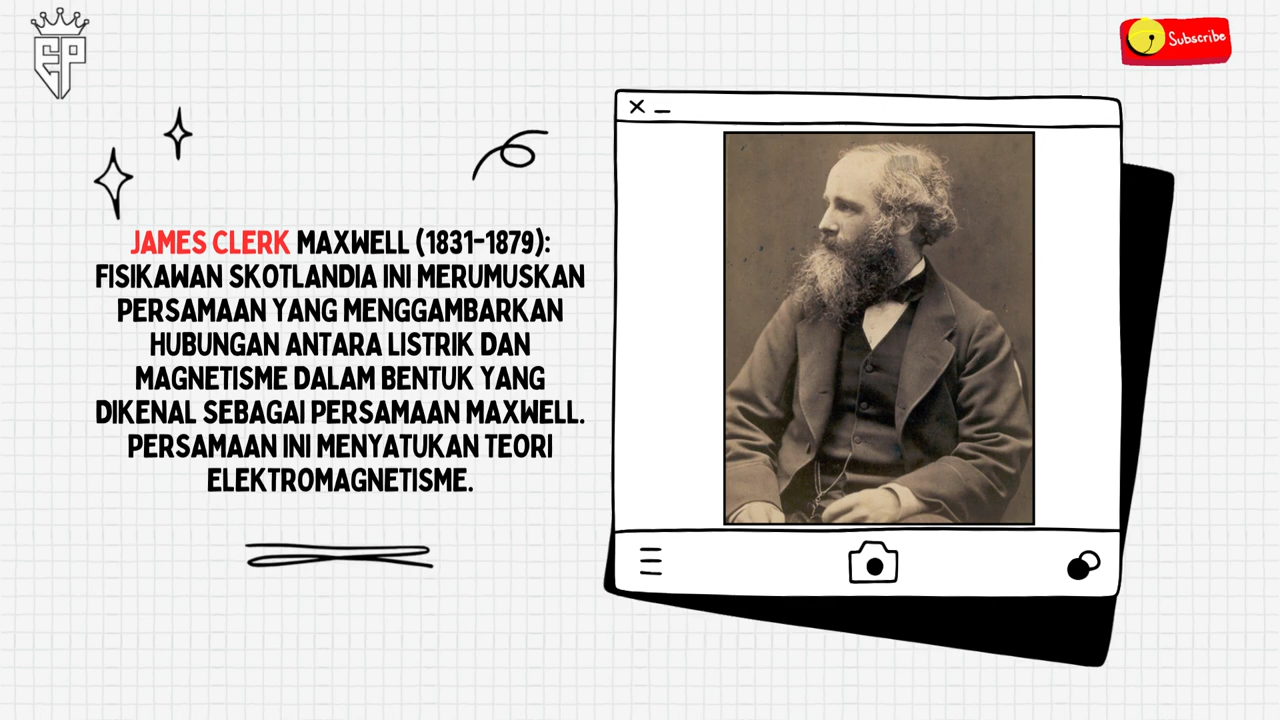 EP
Subscribe
JAMES CLERK MAXWELL (1831-1879):
FISIKAWAN SKOTLANDIA INI MERUMUSKAN
PERSAMAAN YANG MENGGAMBARKAN
HUBUNGAN ANTARA LISTRIK DAN
MAGNETISME DALAM BENTUK YANG
DIKENAL SEBAGAI PERSAMAAN MAXWELL.
PERSAMAAN INI MENYATUKAN TEORI
ELEKTROMAGNETISME.